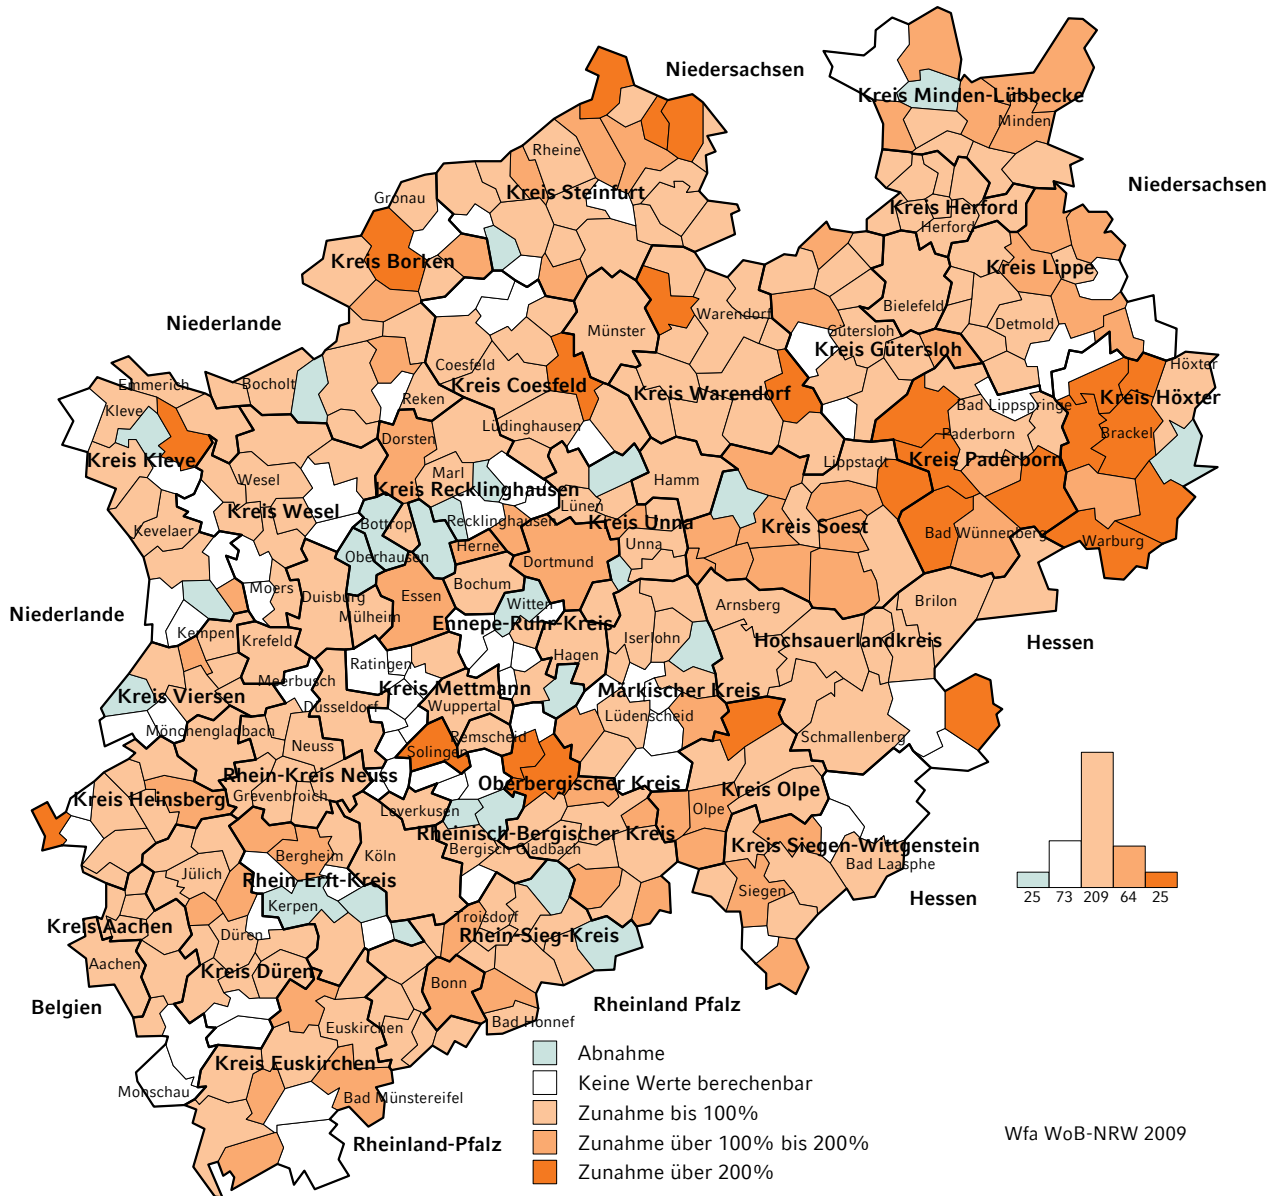 Niedersachsen
Kreis Minden-Lübbecke
Minden
Rheine
Niedersachsen
Kreis Steinfurt
Gronau
Kreis Herford
Herford
Kreis Borken
Kreis Lippe
Bielefeld
Warendorf
Niederlande
Münster
Gütersloh
Detmold
Kreis Gütersloh
Coesfeld
Höxter
Emmerich
Bocholt
Kreis Coesfeld
Kreis Warendorf
Reken
Kreis Höxter
Kleve
Bad Lippspringe
Lüdinghausen
Dorsten
Paderborn
Brackel
Kreis Kleve
Kreis Paderborn
Lippstadt
Marl
Wesel
Hamm
Kreis Recklinghausen
Kreis Wesel
Lünen
Bottrop
Recklinghausen
Kreis Unna
Kreis Soest
Kevelaer
Bad Wünnenberg
Warburg
Herne
Unna
Oberhausen
Dortmund
Bochum
Moers
Duisburg
Essen
Witten
Arnsberg
Brilon
Niederlande
Mülheim
Ennepe-Ruhr-Kreis
Kempen
Krefeld
Iserlohn
Hochsauerlandkreis
Hessen
Hagen
Ratingen
Meerbusch
Kreis Mettmann
Märkischer Kreis
Kreis Viersen
Düsseldorf
Wuppertal
Lüdenscheid
Mönchengladbach
Remscheid
Schmallenberg
Neuss
Solingen
Rhein-Kreis Neuss
Oberbergischer Kreis
Kreis Olpe
Kreis Heinsberg
Grevenbroich
Leverkusen
Olpe
Rheinisch-Bergischer Kreis
Kreis Siegen-Wittgenstein
Bergisch Gladbach
Bergheim
Köln
Bad Laasphe
Jülich
Rhein-Erft-Kreis
Siegen
25 73 209 64 25
Hessen
Kerpen
Troisdorf
Kreis Aachen
Düren
Rhein-Sieg-Kreis
Aachen
Kreis Düren
Bonn
Belgien
Rheinland Pfalz
Euskirchen
Bad Honnef
Abnahme
Kreis Euskirchen
Keine Werte berechenbar
Monschau
Bad Münstereifel
Zunahme bis 100%
Wfa WoB-NRW 2009
Rheinland-Pfalz
Zunahme über 100% bis 200%
Zunahme über 200%